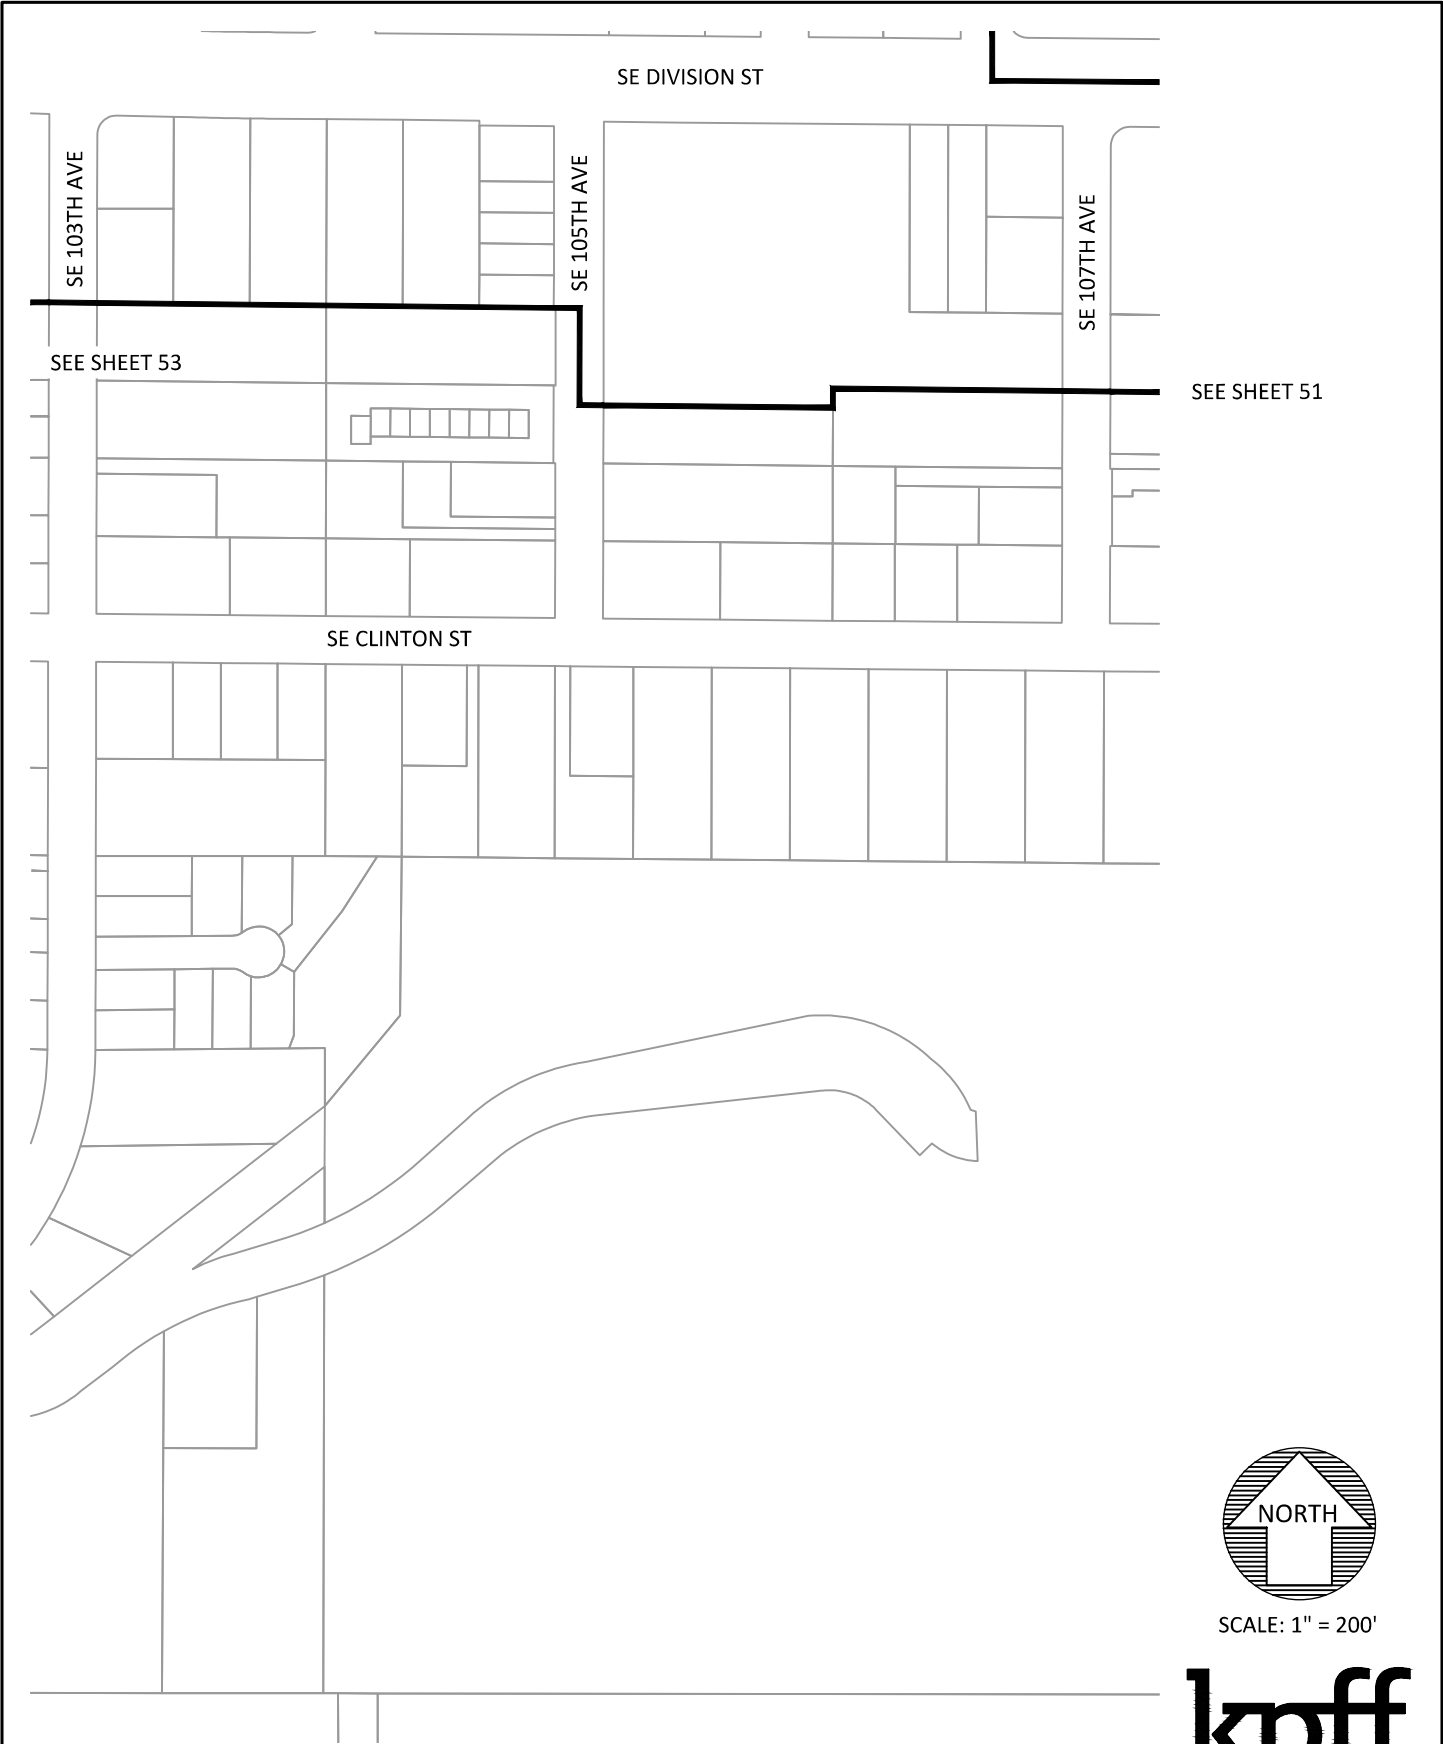 SE DIVISION ST
SE 103TH AVE
SE 105TH AVE
SE 107TH AVE
SEE SHEET 53
SEE SHEET 51
SE CLINTON ST
NORTH
SCALE: 1" = 200'
kpff